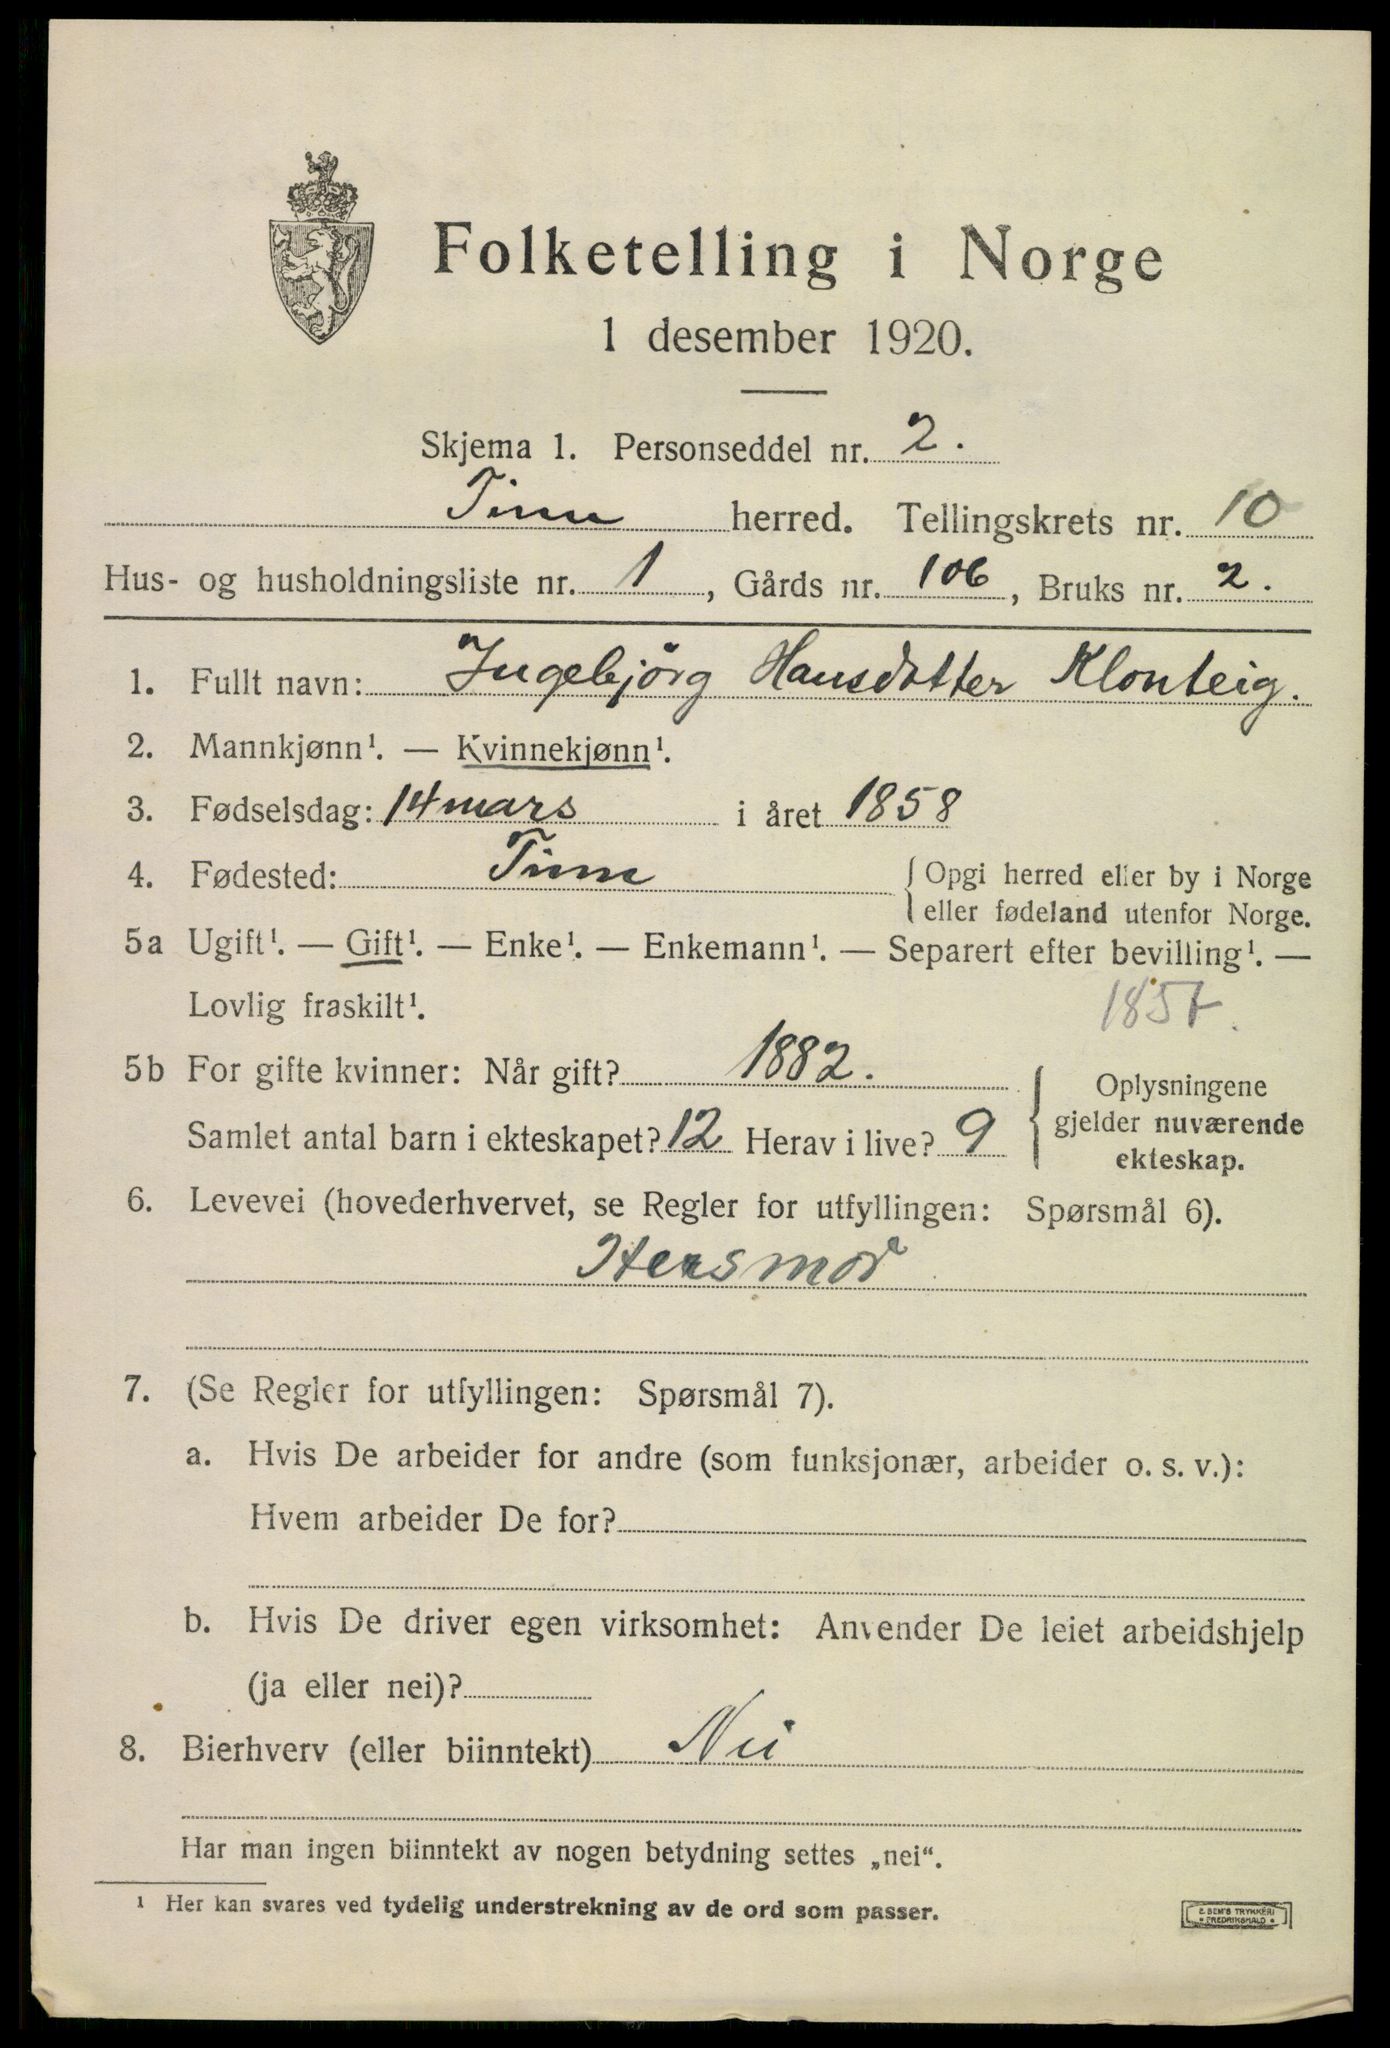 Folketelling i Norge
1 desember 1920.
Skjema 1. Personseddel nr. 2.
Tinn herred. Tellingskrets nr. 10
Hus- og husholdningsliste nr. 1, Gårds nr. 106, Bruks nr. 2.
1. Fullt navn: Ingebjörg Hansdatter Klonteig.
2. Mannkjønn¹. — Kvinnekjønn¹.
3. Fødselsdag: 14 mars i året 1858
4. Fødested: Tinn { Opgi herred eller by i Norge
eller fødeland utenfor Norge.
5a Ugift¹. — Gift¹. — Enke¹. — Enkemann¹. — Separert efter bevilling¹. —
Lovlig fraskilt¹. 1857.
5b For gifte kvinner: Når gift? 1882.
Samlet antal barn i ekteskapet? 12 Herav i live? 9
{ Oplysningene
gjelder nuværende
ekteskap.
6. Levevei (hovederhvervet, se Regler for utfyllingen: Spørsmål 6).
Husmor
7. (Se Regler for utfyllingen: Spørsmål 7).
a. Hvis De arbeider for andre (som funksjonær, arbeider o. s. v.):
Hvem arbeider De for?
b. Hvis De driver egen virksomhet: Anvender De leiet arbeidshjelp
(ja eller nei)?
8. Bierhverv (eller biinntekt) Nei
Har man ingen biinntekt av nogen betydning settes „nei“.
¹ Her kan svares ved tydelig understrekning av de ord som passer.
E. SEM'S TRYKKERI
FREDRIKSHALD